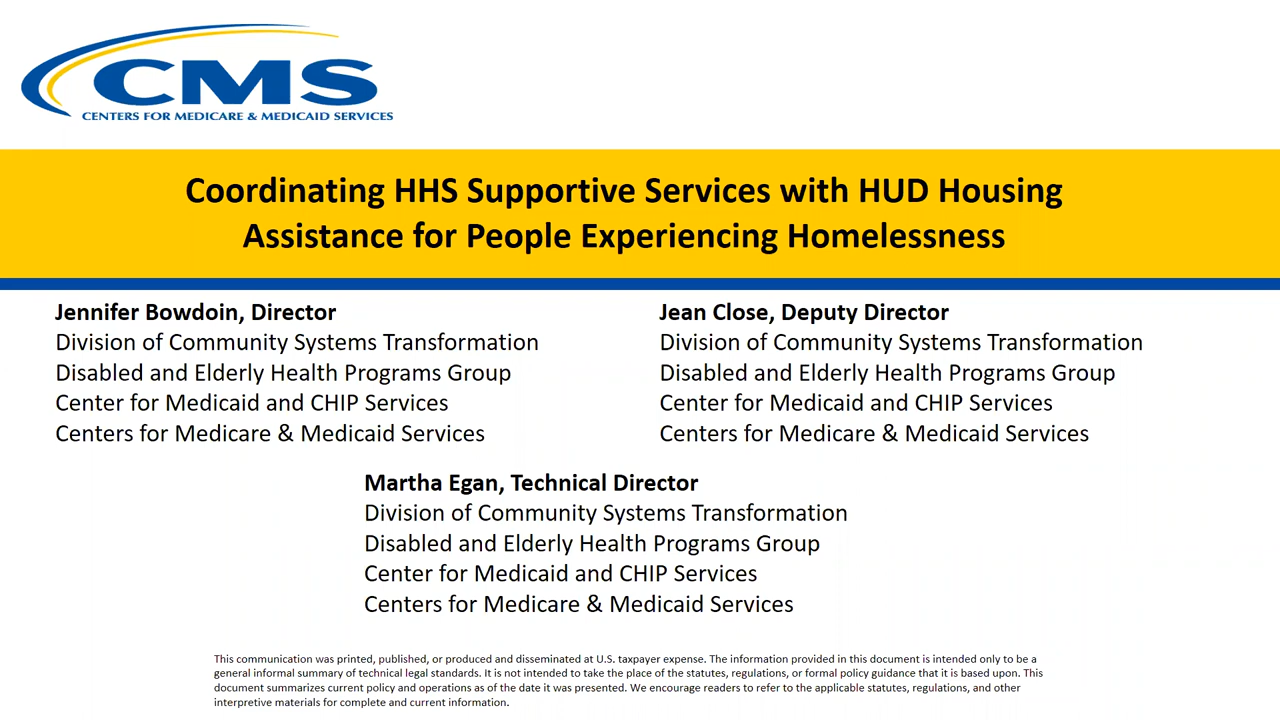 CMS
CENTERS FOR MEDICARE & MEDICAID SERVICES
Coordinating HHS Supportive Services with HUD Housing
Assistance for People Experiencing Homelessness
Jennifer Bowdoin, Director
Division of Community Systems Transformation
Disabled and Elderly Health Programs Group
Center for Medicaid and CHIP Services
Centers for Medicare & Medicaid Services
Jean Close, Deputy Director
Division of Community Systems Transformation
Disabled and Elderly Health Programs Group
Center for Medicaid and CHIP Services
Centers for Medicare & Medicaid Services
Martha Egan, Technical Director
Division of Community Systems Transformation
Disabled and Elderly Health Programs Group
Center for Medicaid and CHIP Services
Centers for Medicare & Medicaid Services
This communication was printed, published, or produced and disseminated at U.S. taxpayer expense. The information provided in this document is intended only to be a
general informal summary of technical legal standards. It is not intended to take the place of the statutes, regulations, or formal policy guidance that it is based upon. This
document summarizes current policy and operations as of the date it was presented. We encourage readers to refer to the applicable statutes, regulations, and other
interpretive materials for complete and current information.